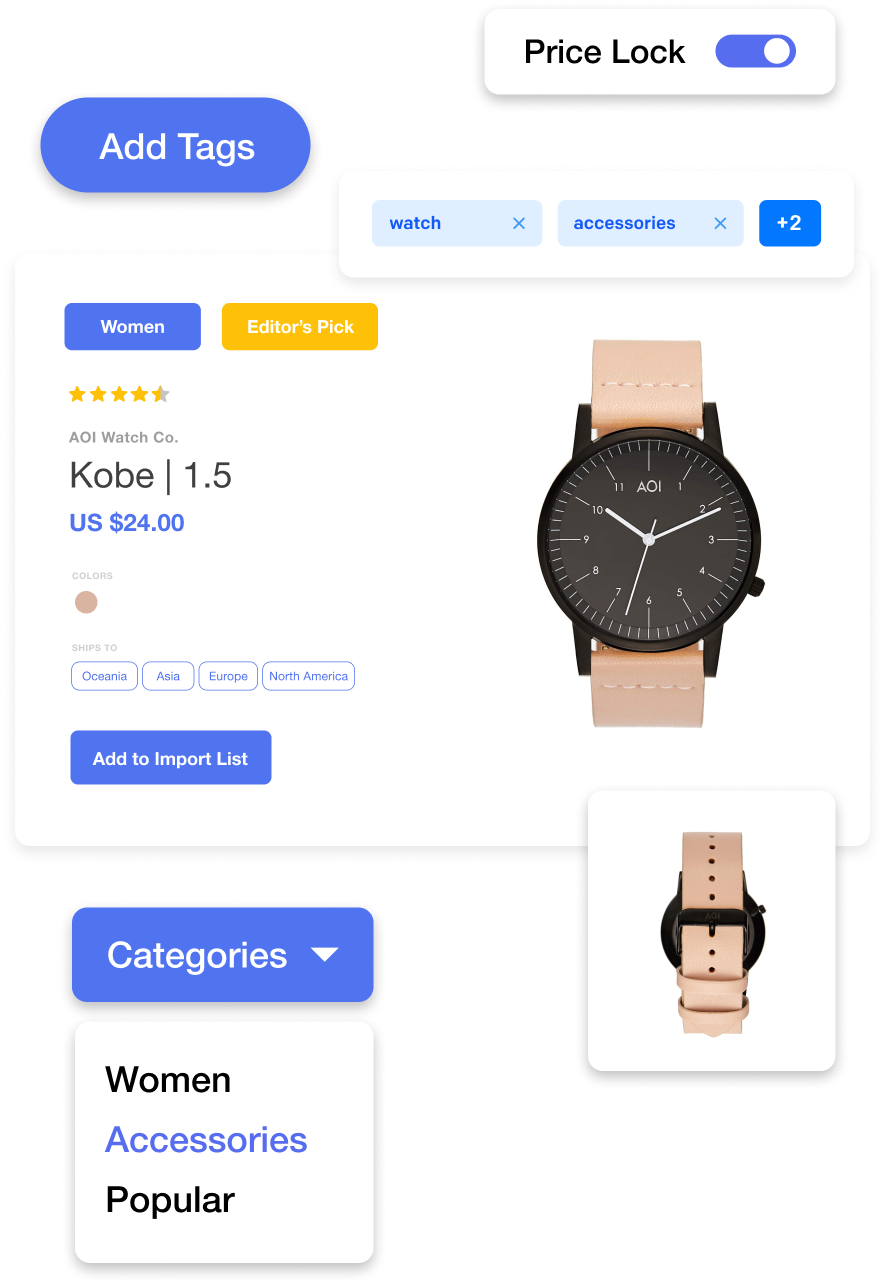 Price Lock
Add Tags
watch
accessories
+2
Women
Editor’s Pick
AOI Watch Co.
Kobe | 1.5
US $24.00
COLORS
SHIPS TO
Oceania
Asia
Europe
North America
Add to Import List
11 AOI 1
10 2
9 3
8 4
7 6 5
AOI
Categories
Women
Accessories
Popular